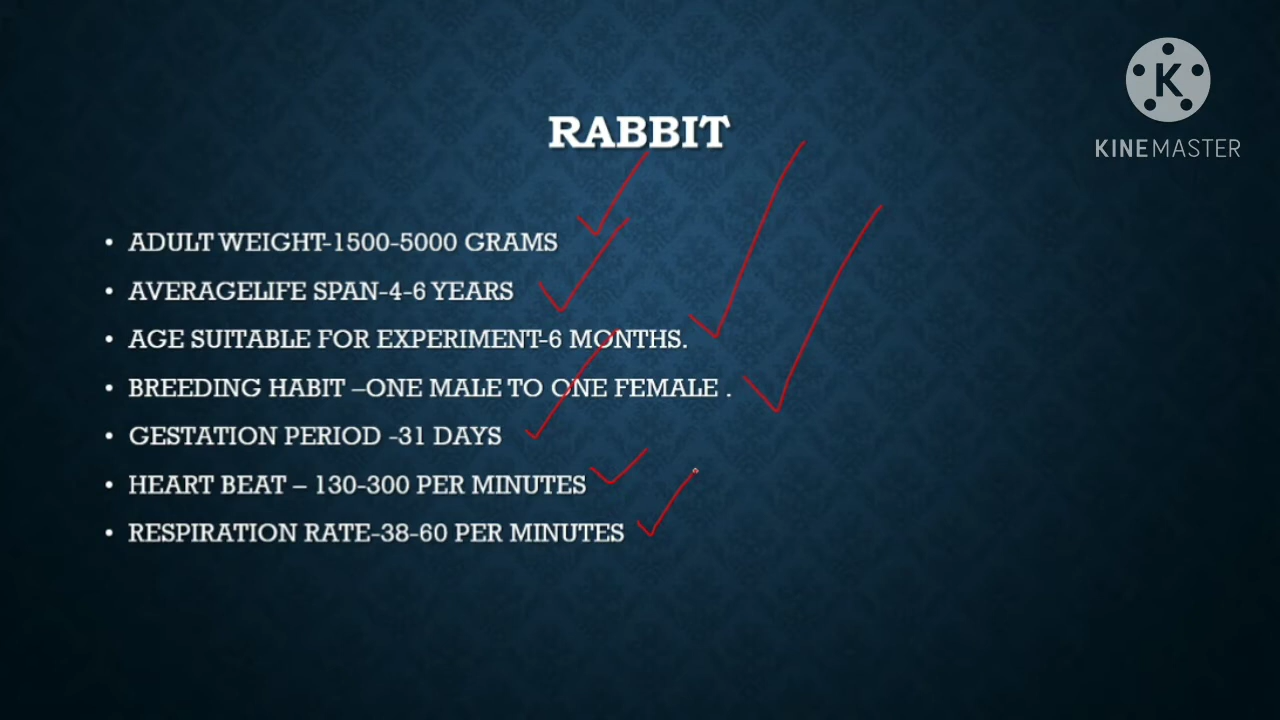 RABBIT
K
KINEMASTER
• ADULT WEIGHT-1500-5000 GRAMS
• AVERAGELIFE SPAN-4-6 YEARS
• AGE SUITABLE FOR EXPERIMENT-6 MONTHS.
• BREEDING HABIT –ONE MALE TO ONE FEMALE .
• GESTATION PERIOD -31 DAYS
• HEART BEAT – 130-300 PER MINUTES
• RESPIRATION RATE-38-60 PER MINUTES